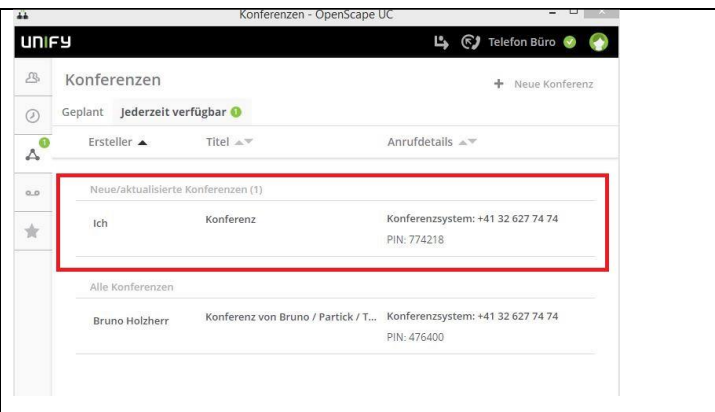 Konferenzen - OpenScape UC
UNIFY
Telefon Büro
Konferenzen
+ Neue Konferenz
Geplant Jederzeit verfügbar 1
1
Ersteller Titel Anrufdetails
Neue/aktualisierte Konferenzen (1)
Ich Konferenz Konferenzsystem: +41 32 627 74 74
PIN: 774218
Alle Konferenzen
Bruno Holzherr Konferenz von Bruno / Partick / T... Konferenzsystem: +41 32 627 74 74
PIN: 476400